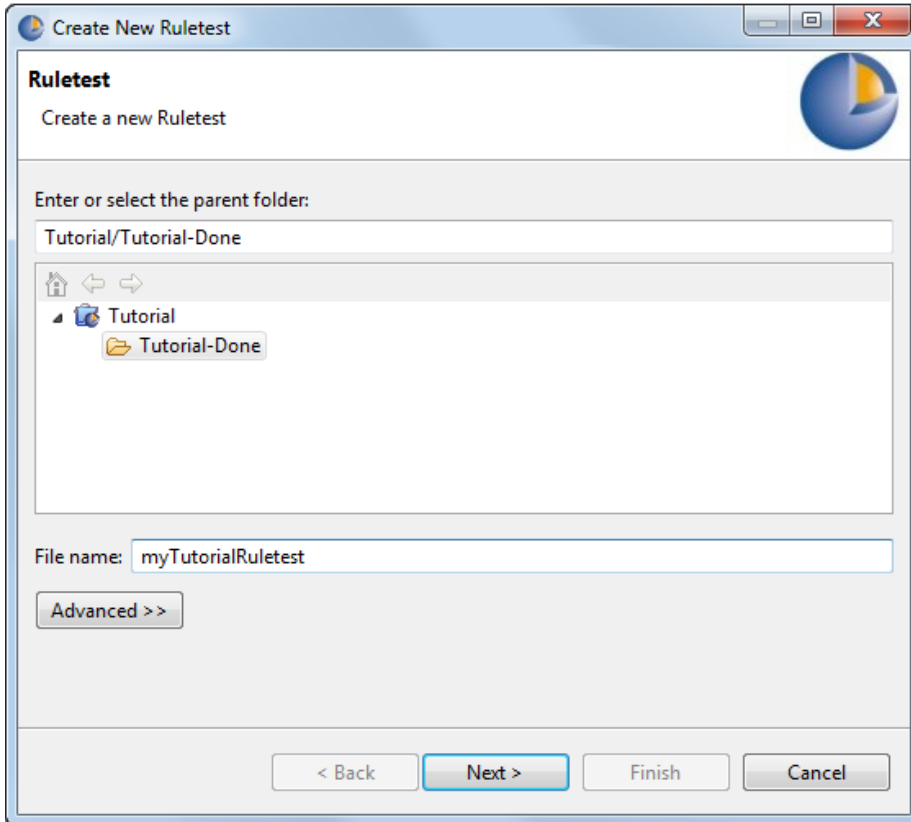 Create New Ruletest
Ruletest
Create a new Ruletest
Enter or select the parent folder:
Tutorial/Tutorial-Done
Tutorial
Tutorial-Done
File name: myTutorialRuletest
Advanced >>
< Back Next > Finish Cancel